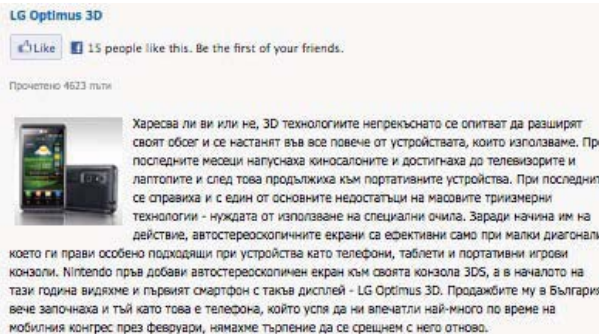 LG Optimus 3D
Like 15 people like this. Be the first of your friends.
Прочетено 4623 пъти
Харесва ли ви или не, 3D технологиите непрекъснато се опитват да разширят
своят обсег и се настанят във все повече от устройствата, които използваме. Пре
последните месеци напуснаха киносалоните и достигнаха до телевизорите и
лаптопите и след това продължиха към портативните устройства. При последнит
се справиха и с един от основните недостатъци на масовите триизмерни
технологии - нуждата от използване на специални очила. Заради начина им на
действие, автостереоскопичните екрани са ефективни само при малки диагонали
което ги прави особено подходящи при устройства като телефони, таблети и портативни игрови
конзоли. Nintendo пръв добави автостереоскопичен екран към своята конзола 3DS, а в началото на
тази година видяхме и първият смартфон с такъв дисплей - LG Optimus 3D. Продажбите му в България
вече започнаха и тъй като това е телефона, който успя да ни впечатли най-много по време на
мобилния конгрес през февруари, нямахме търпение да се срещнем с него отново.